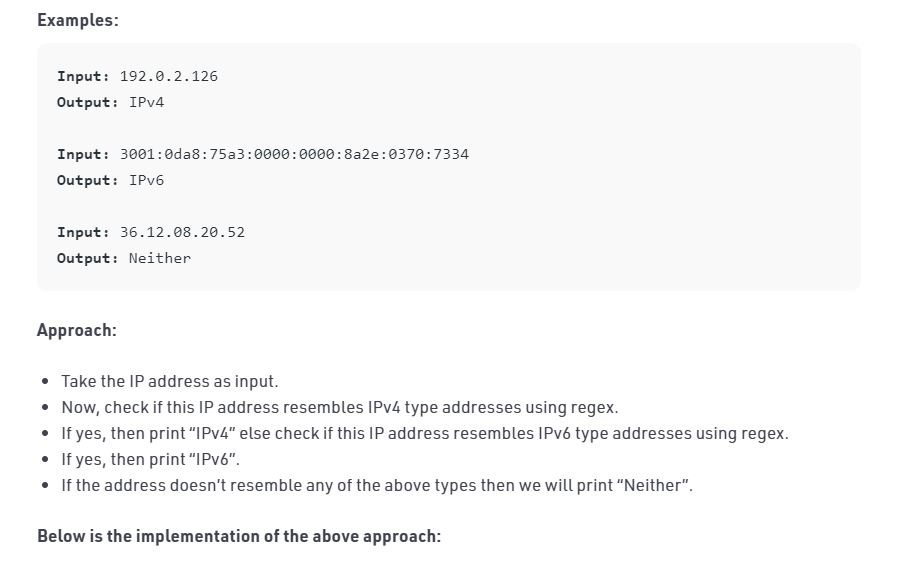 Examples:
Input: 192.0.2.126
Output: IPv4
Input: 3001:0da8:75a3:0000:0000:8a2e:0370:7334
Output: IPv6
Input: 36.12.08.20.52
Output: Neither
Approach:
• Take the IP address as input.
• Now, check if this IP address resembles IPv4 type addresses using regex.
• If yes, then print “IPv4” else check if this IP address resembles IPv6 type addresses using regex.
• If yes, then print “IPv6”.
• If the address doesn’t resemble any of the above types then we will print “Neither”.
Below is the implementation of the above approach: